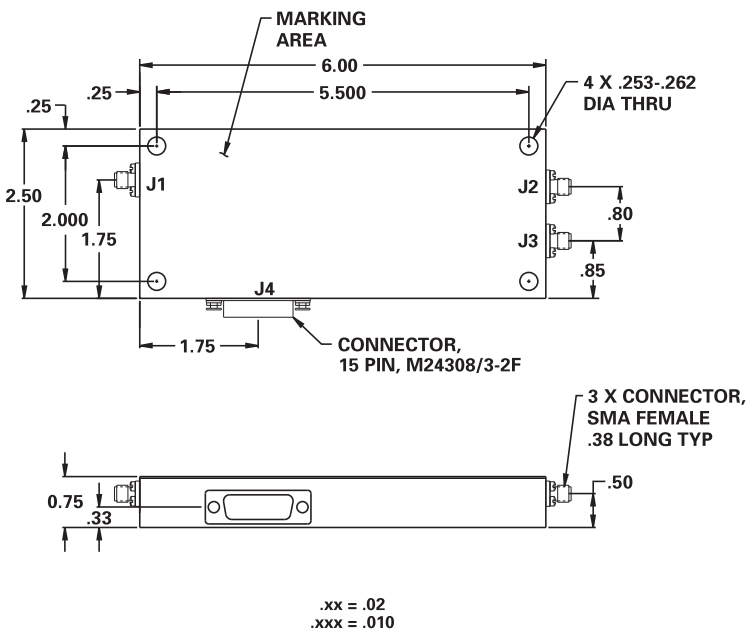 MARKING
AREA
6.00
.25
5.500
4 X .253-.262
DIA THRU
.25
J1
J2
2.50
2.000
.80
1.75
J3
.85
J4
1.75
CONNECTOR,
15 PIN, M24308/3-2F
3 X CONNECTOR,
SMA FEMALE
.38 LONG TYP
.50
0.75
.33
.xx = .02
.xxx = .010